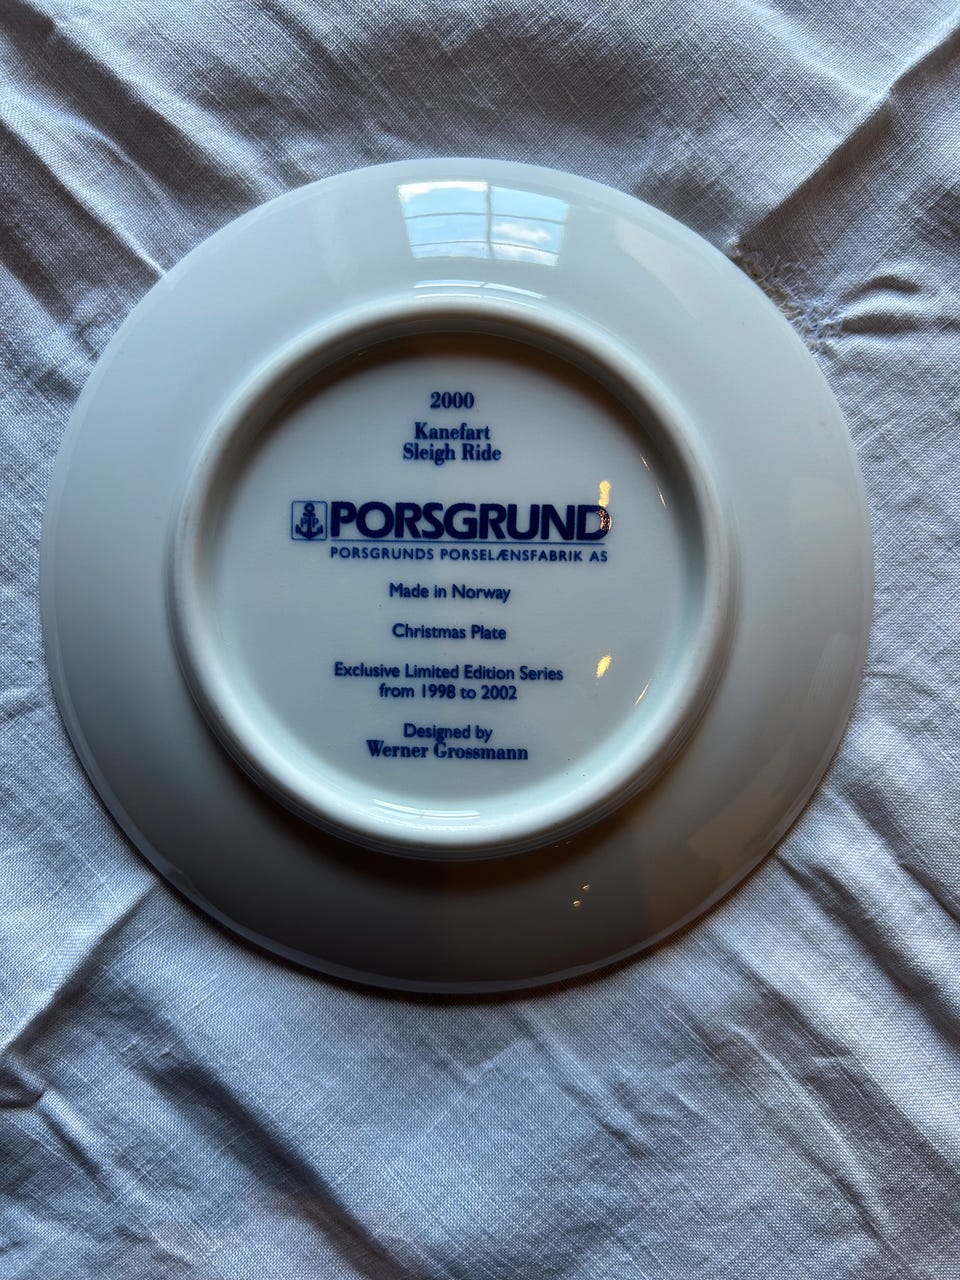 2000
Kanefart
Sleigh Ride
PP PORSGRUND
PORSGRUNDS PORSELÆNSFABRIK AS
Made in Norway
Christmas Plate
Exclusive Limited Edition Series
from 1998 to 2002
Designed by
Werner Grossmann